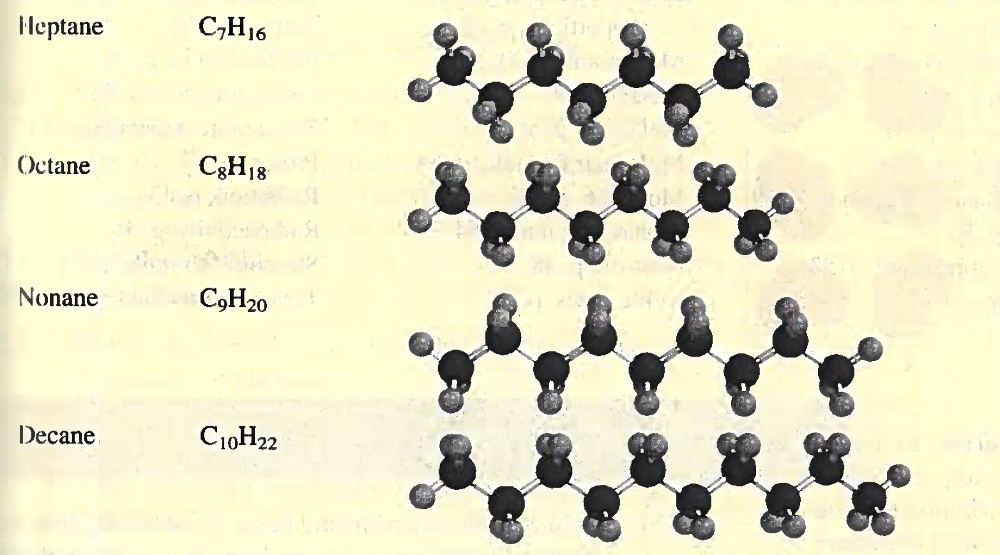 Heptane C₇H₁₆
Octane C₈H₁₈
Nonane C₉H₂₀
Decane C₁₀H₂₂